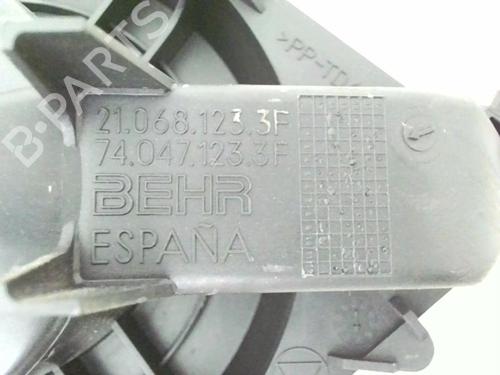 B-PARTS
>PP-TD
21.068.123.3F
74.047.123.3F
BEHR
ESPAÑA